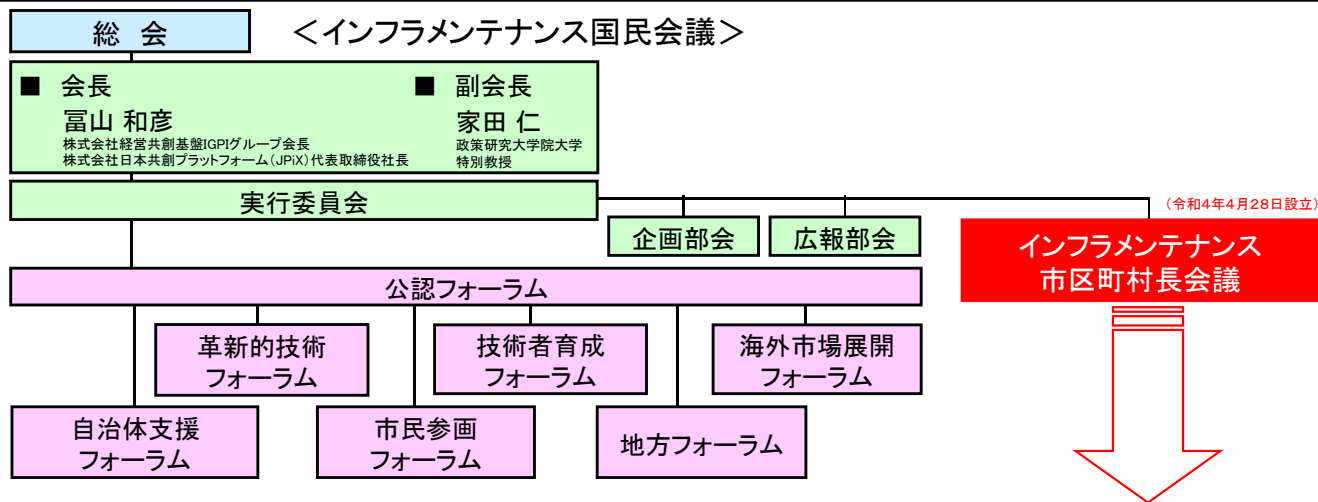 総 会
＜インフラメンテナンス国民会議＞
■ 会長
冨山 和彦
株式会社経営共創基盤IGPIグループ会長
株式会社日本共創プラットフォーム(JPiX)代表取締役社長
■ 副会長
家田 仁
政策研究大学院大学
特別教授
実行委員会
(令和4年4月28日設立)
企画部会
広報部会
インフラメンテナンス
市区町村長会議
公認フォーラム
革新的技術
フォーラム
技術者育成
フォーラム
海外市場展開
フォーラム
自治体支援
フォーラム
市民参画
フォーラム
地方フォーラム